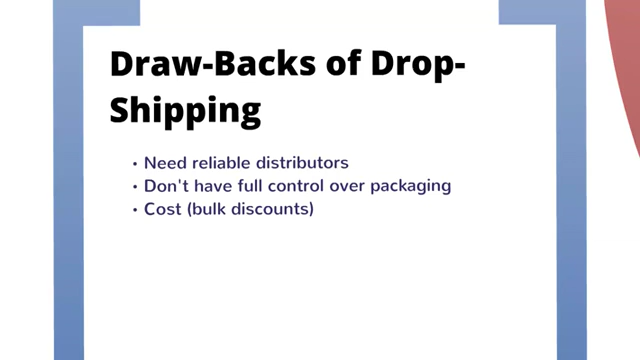 Draw-Backs of Drop-
Shipping
• Need reliable distributors
• Don't have full control over packaging
• Cost (bulk discounts)